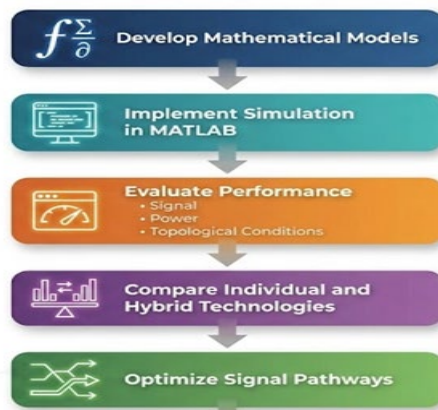 f Σ
∂
Develop Mathematical Models
Implement Simulation
in MATLAB
Evaluate Performance
• Signal
• Power
• Topological Conditions
Compare Individual and
Hybrid Technologies
Optimize Signal Pathways